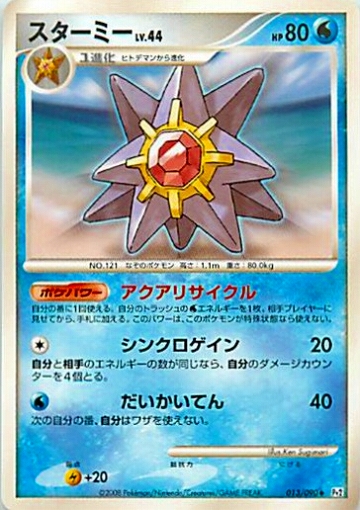 スターミー LV.44 HP 80
1進化 ヒトデマンから進化
NO.121 なぞのポケモン 高さ:1.1m 重さ:80.0kg
ポケパワー アクアリサイクル
自分の番に1回使える。自分のトラッシュのエネルギーを1枚、相手プレイヤーに
見せてから、手札に加える。このパワーは、このポケモンが特殊状態なら使えない。
シンクロゲイン 20
自分と相手のエネルギーの数が同じなら、自分のダメージカウ
ンターを4個とる。
だいかいてん 40
次の自分の番、自分はワザを使えない。
illus. Ken Sugimori
弱点 抵抗力 にげる
+20
©2008 Pokémon/Nintendo/Creatures/GAME FREAK.